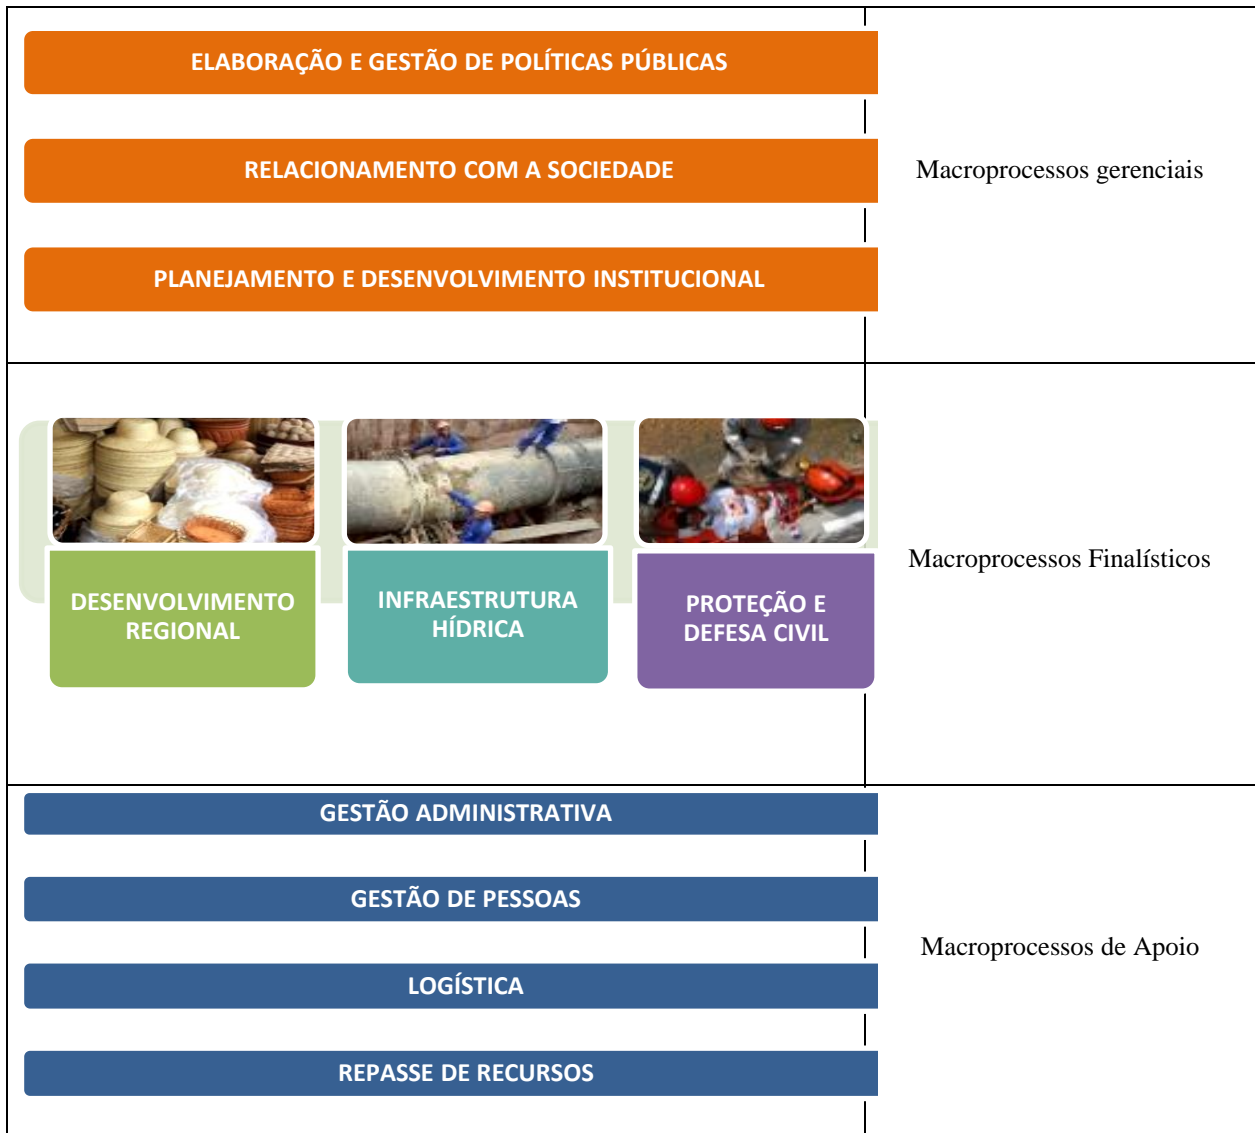 ELABORAÇÃO E GESTÃO DE POLÍTICAS PÚBLICAS
RELACIONAMENTO COM A SOCIEDADE
PLANEJAMENTO E DESENVOLVIMENTO INSTITUCIONAL
Macroprocessos gerenciais
DESENVOLVIMENTO
REGIONAL
INFRAESTRUTURA
HÍDRICA
PROTEÇÃO E
DEFESA CIVIL
Macroprocessos Finalísticos
GESTÃO ADMINISTRATIVA
GESTÃO DE PESSOAS
LOGÍSTICA
REPASSE DE RECURSOS
Macroprocessos de Apoio